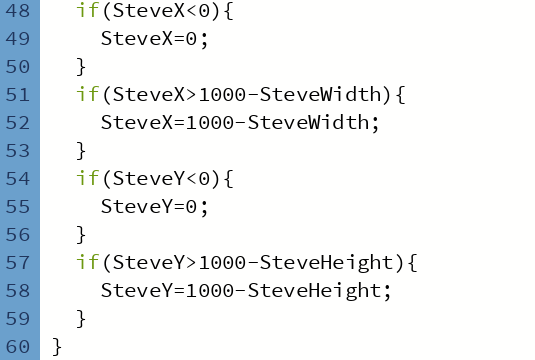 48 if(SteveX<0){
49 SteveX=0;
50 }
51 if(SteveX>1000-SteveWidth){
52 SteveX=1000-SteveWidth;
53 }
54 if(SteveY<0){
55 SteveY=0;
56 }
57 if(SteveY>1000-SteveHeight){
58 SteveY=1000-SteveHeight;
59 }
60 }